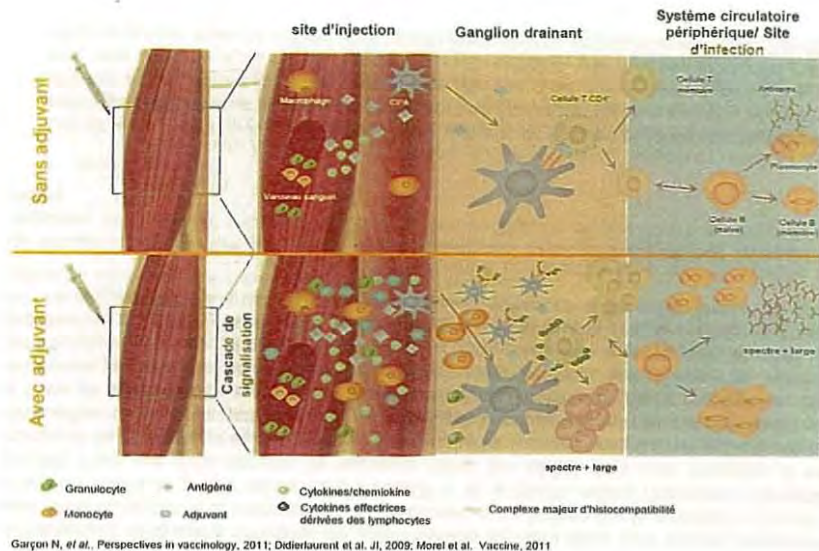 site d'injection
Ganglion drainant
Système circulatoire
périphérique/ Site
d'infection
Sans adjuvant
Macrophage
CPA
Vaisseau sanguin
Cellule T CD4+
Cellule T
mémoire
Anticorps
Plasmocyte
Cellule B
(naïve)
Cellule B
(mémoire)
Avec adjuvant
Cascade de
signalisation
spectre + large
spectre + large
Granulocyte
Monocyte
Antigène
Adjuvant
Cytokines/chemiokine
Cytokines effectrices
dérivées des lymphocytes
Complexe majeur d'histocompatibilité
Garçon N, et al., Perspectives in vaccinology, 2011; Didierlaurent et al. JI, 2009; Morel et al. Vaccine, 2011